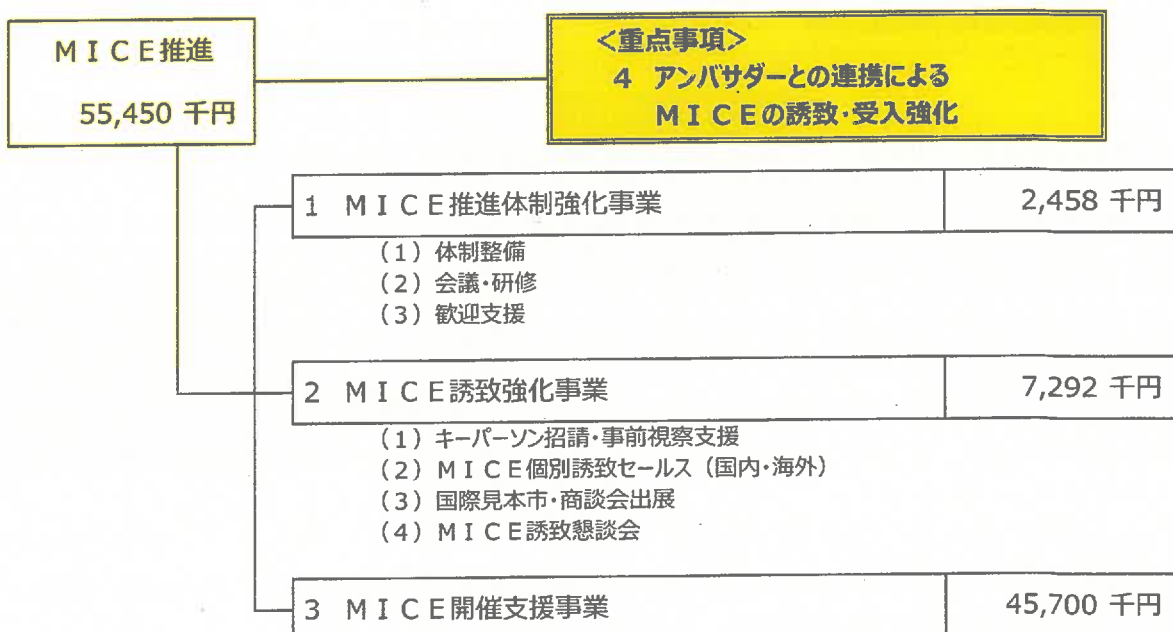 ＭＩＣＥ推進
55,450 千円
＜重点事項＞
4 アンバサダーとの連携による
ＭＩＣＥの誘致・受入強化
1 ＭＩＣＥ推進体制強化事業 2,458 千円
（１）体制整備
（２）会議・研修
（３）歓迎支援
2 ＭＩＣＥ誘致強化事業 7,292 千円
（１）キーパーソン招請・事前視察支援
（２）ＭＩＣＥ個別誘致セールス（国内・海外）
（３）国際見本市・商談会出展
（４）ＭＩＣＥ誘致懇談会
3 ＭＩＣＥ開催支援事業 45,700 千円